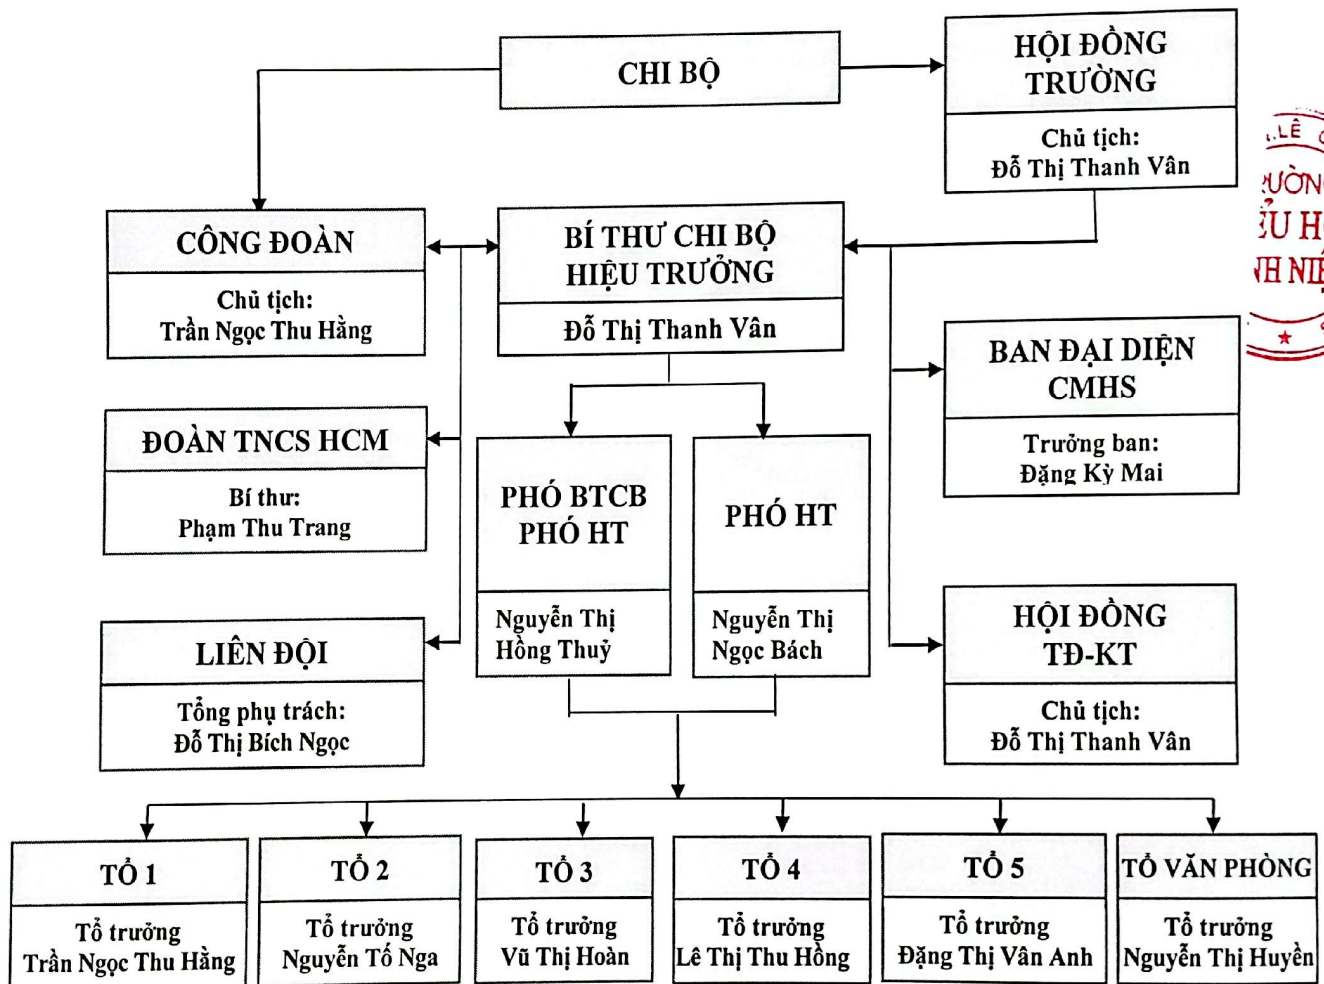 CHI BỘ
HỘI ĐỒNG
TRƯỜNG
Chủ tịch:
Đỗ Thị Thanh Vân
CÔNG ĐOÀN
Chủ tịch:
Trần Ngọc Thu Hằng
BÍ THƯ CHI BỘ
HIỆU TRƯỞNG
Đỗ Thị Thanh Vân
BAN ĐẠI DIỆN
CMHS
Trưởng ban:
Đặng Kỳ Mai
ĐOÀN TNCS HCM
Bí thư:
Phạm Thu Trang
PHÓ BTCB
PHÓ HT
Nguyễn Thị
Hồng Thuỷ
PHÓ HT
Nguyễn Thị
Ngọc Bách
LIÊN ĐỘI
Tổng phụ trách:
Đỗ Thị Bích Ngọc
HỘI ĐỒNG
TĐ-KT
Chủ tịch:
Đỗ Thị Thanh Vân
TỔ 1
Tổ trưởng
Trần Ngọc Thu Hằng
TỔ 2
Tổ trưởng
Nguyễn Tố Nga
TỔ 3
Tổ trưởng
Vũ Thị Hoàn
TỔ 4
Tổ trưởng
Lê Thị Thu Hồng
TỔ 5
Tổ trưởng
Đặng Thị Vân Anh
TỔ VĂN PHÒNG
Tổ trưởng
Nguyễn Thị Huyền